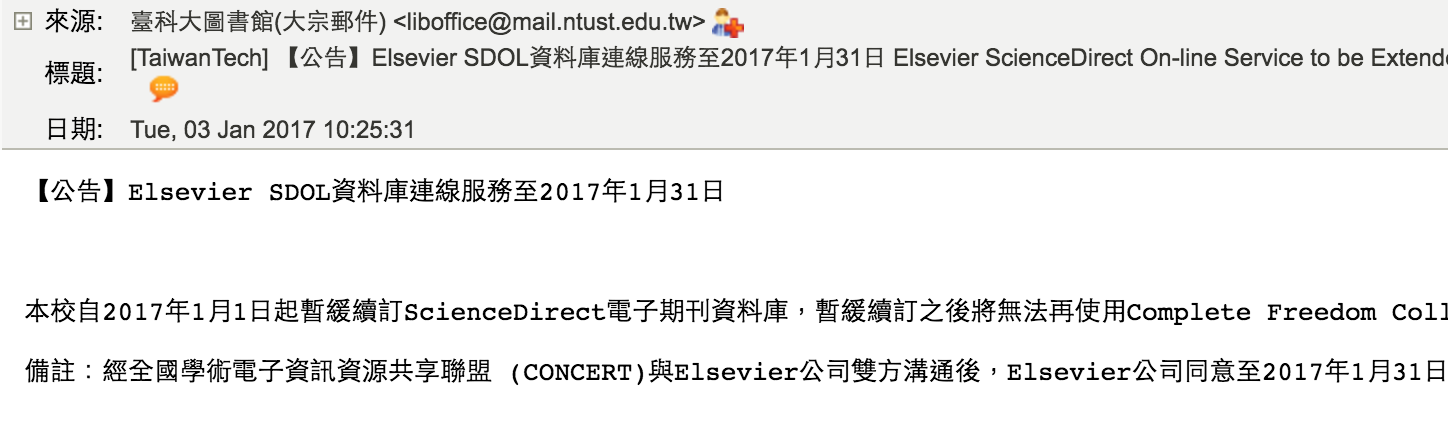 來源: 臺科大圖書館(大宗郵件) <liboffice@mail.ntust.edu.tw>
標題: [TaiwanTech] 【公告】Elsevier SDOL資料庫連線服務至2017年1月31日 Elsevier ScienceDirect On-line Service to be Extende
日期: Tue, 03 Jan 2017 10:25:31
【公告】Elsevier SDOL資料庫連線服務至2017年1月31日
本校自2017年1月1日起暫緩續訂ScienceDirect電子期刊資料庫，暫緩續訂之後將無法再使用Complete Freedom Coll
備註：經全國學術電子資訊資源共享聯盟 (CONCERT)與Elsevier公司雙方溝通後，Elsevier公司同意至2017年1月31日